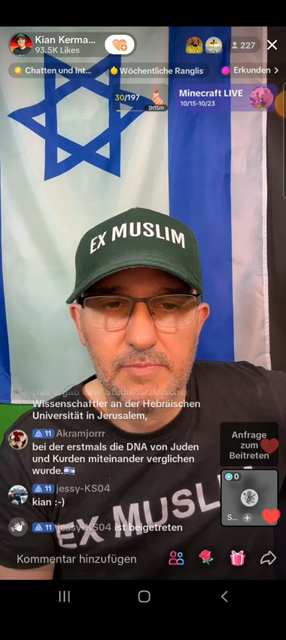 Kian Kerma...
93.5K Likes
227
Chatten und Int...
Wöchentliche Ranglis
Erkunden >
30/197
1h15m
Minecraft LIVE
10/15-10/23
EX MUSLIM
Wissenschaftler an der Hebräischen
Universität in Jerusalem,
11 Akramjorrr
bei der erstmals die DNA von Juden
und Kurden miteinander verglichen
wurde.
11 jessy-KS04
kian :-)
11 jessy-KS04 ist beigetreten
EX MUSL
Anfrage
zum
Beitreten
0
S... +
Kommentar hinzufügen